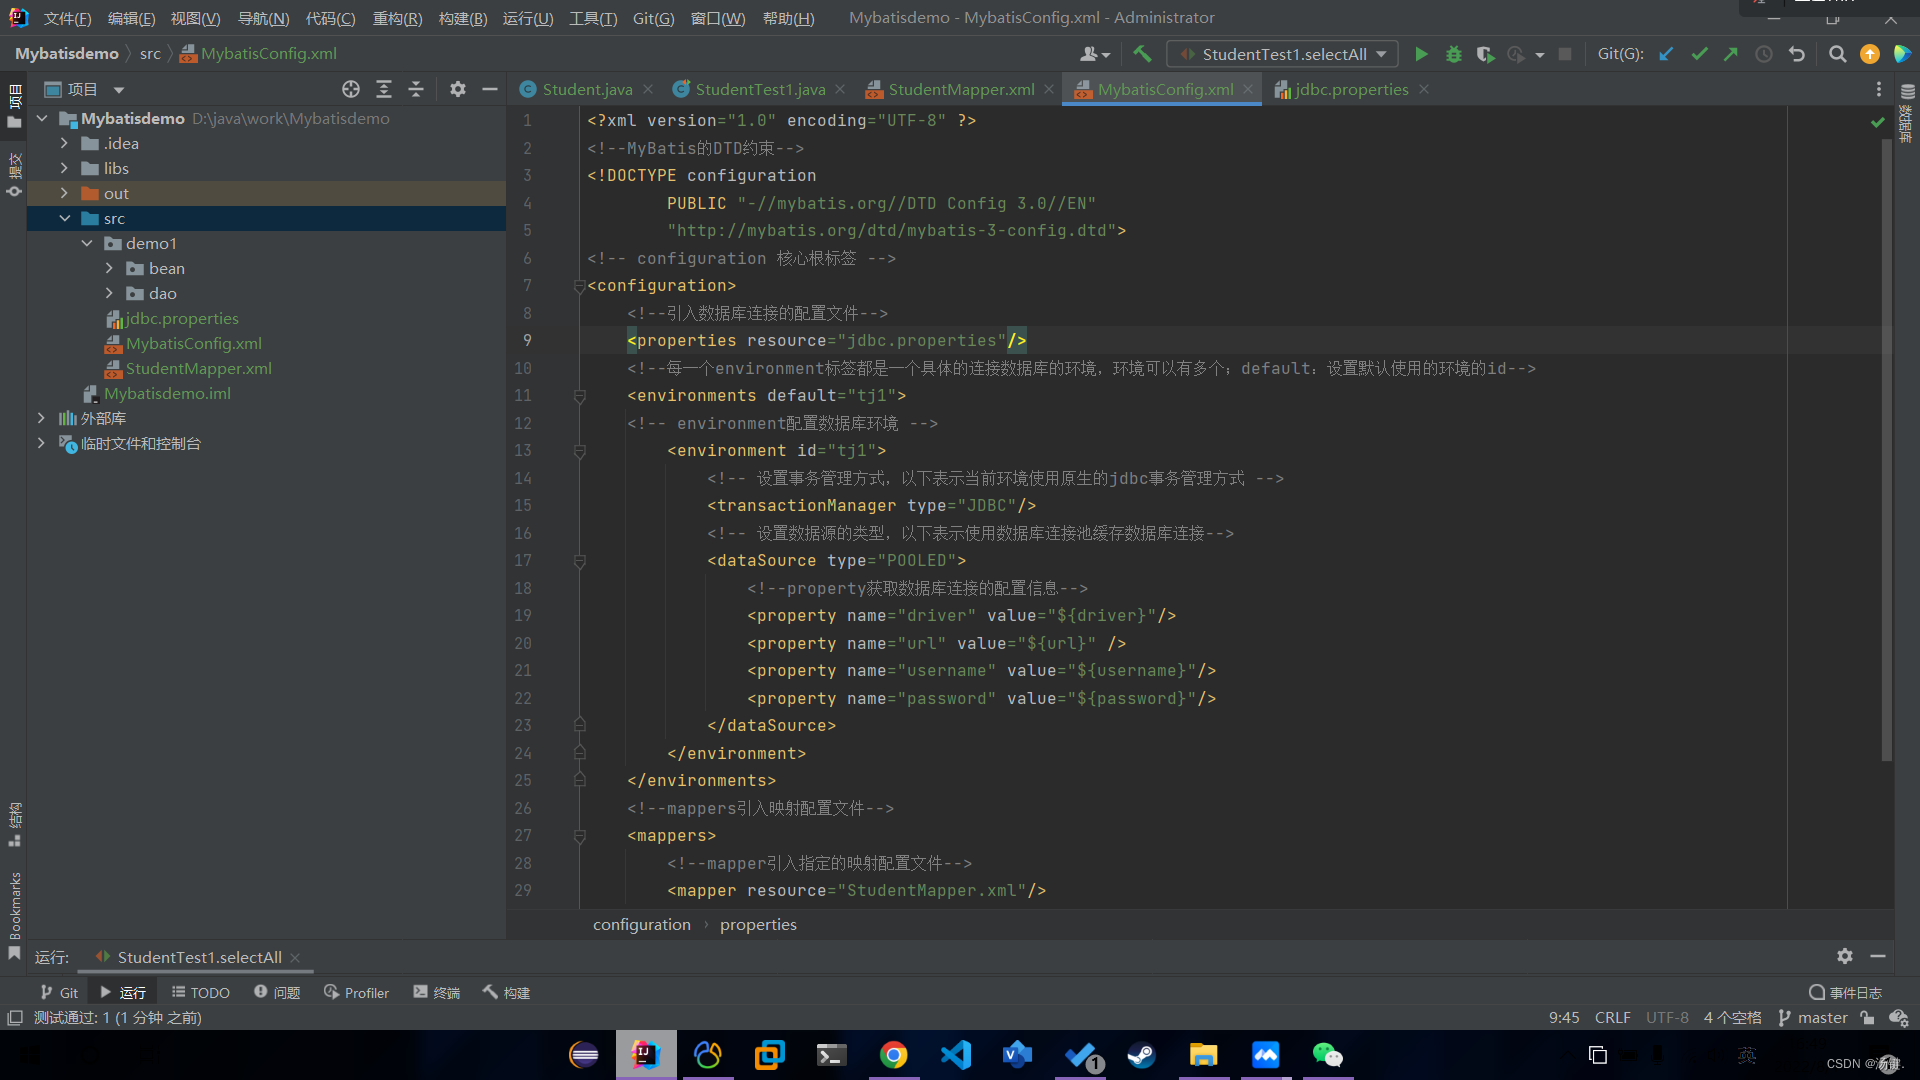 文件(F) 编辑(E) 视图(V) 导航(N) 代码(C) 重构(R) 构建(B) 运行(U) 工具(T) Git(G) 窗口(W) 帮助(H) Mybatisdemo - MybatisConfig.xml - Administrator
Mybatisdemo src MybatisConfig.xml
StudentTest1.selectAll
Git(G):
项目
Student.java
StudentTest1.java
StudentMapper.xml
MybatisConfig.xml
jdbc.properties
项目
提交
结构
Bookmarks
数据库
Mybatisdemo D:\java\work\Mybatisdemo
.idea
libs
out
src
demo1
bean
dao
jdbc.properties
MybatisConfig.xml
StudentMapper.xml
Mybatisdemo.iml
外部库
临时文件和控制台
1 <?xml version="1.0" encoding="UTF-8" ?>
2 <!--MyBatis的DTD约束-->
3 <!DOCTYPE configuration
4 PUBLIC "-//mybatis.org//DTD Config 3.0//EN"
5 "http://mybatis.org/dtd/mybatis-3-config.dtd">
6 <!-- configuration 核心根标签 -->
7 <configuration>
8 <!--引入数据库连接的配置文件-->
9 <properties resource="jdbc.properties"/>
10 <!--每一个environment标签都是一个具体的连接数据库的环境，环境可以有多个；default：设置默认使用的环境的id-->
11 <environments default="tj1">
12 <!-- environment配置数据库环境 -->
13 <environment id="tj1">
14 <!-- 设置事务管理方式，以下表示当前环境使用原生的jdbc事务管理方式 -->
15 <transactionManager type="JDBC"/>
16 <!-- 设置数据源的类型，以下表示使用数据库连接池缓存数据库连接-->
17 <dataSource type="POOLED">
18 <!--property获取数据库连接的配置信息-->
19 <property name="driver" value="${driver}"/>
20 <property name="url" value="${url}" />
21 <property name="username" value="${username}"/>
22 <property name="password" value="${password}"/>
23 </dataSource>
24 </environment>
25 </environments>
26 <!--mappers引入映射配置文件-->
27 <mappers>
28 <!--mapper引入指定的映射配置文件-->
29 <mapper resource="StudentMapper.xml"/>
configuration › properties
运行: StudentTest1.selectAll
Git 运行 TODO 问题 Profiler 终端 构建 事件日志
测试通过: 1 (1 分钟 之前) 9:45 CRLF UTF-8 4 个空格 master
1
英
CSDN @汤键.